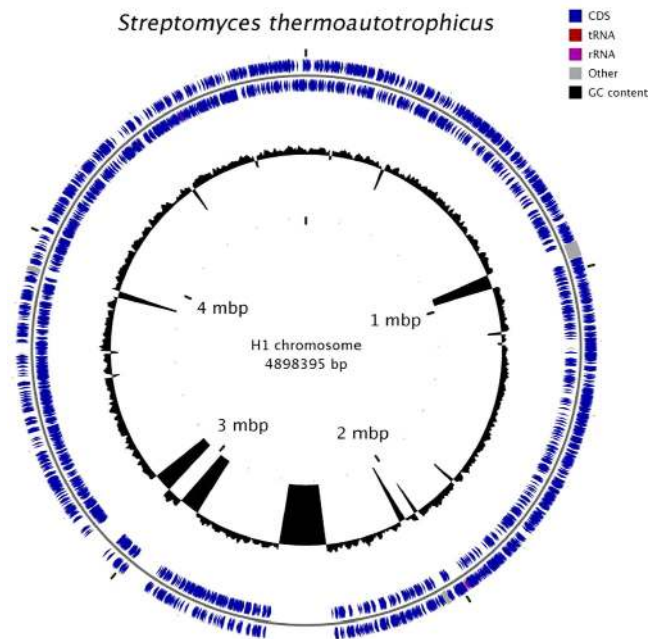 Streptomyces thermoautotrophicus
CDS
tRNA
rRNA
Other
GC content
4 mbp
1 mbp
H1 chromosome
4898395 bp
3 mbp
2 mbp